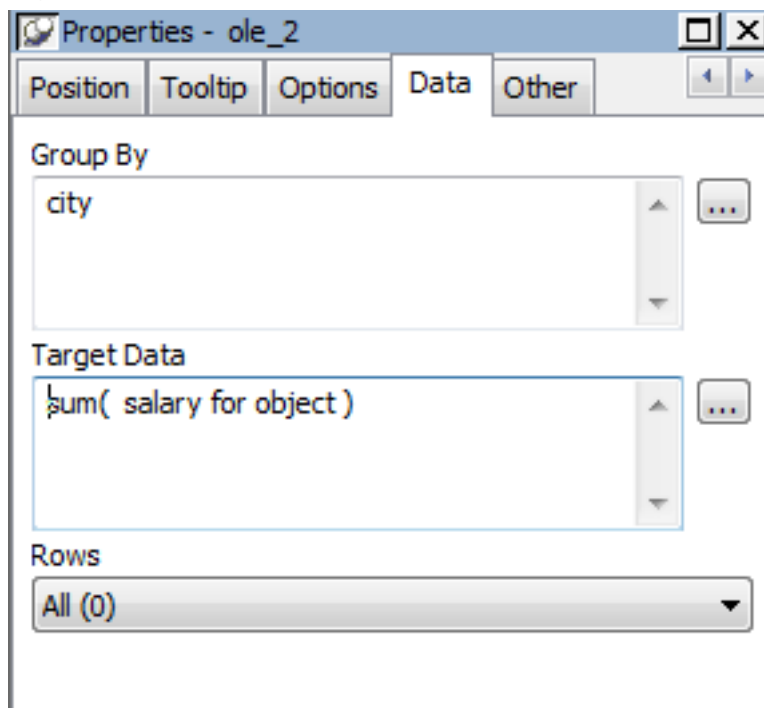 Properties - ole_2
Position Tooltip Options Data Other
Group By
city
...
Target Data
sum( salary for object )
...
Rows
All (0)